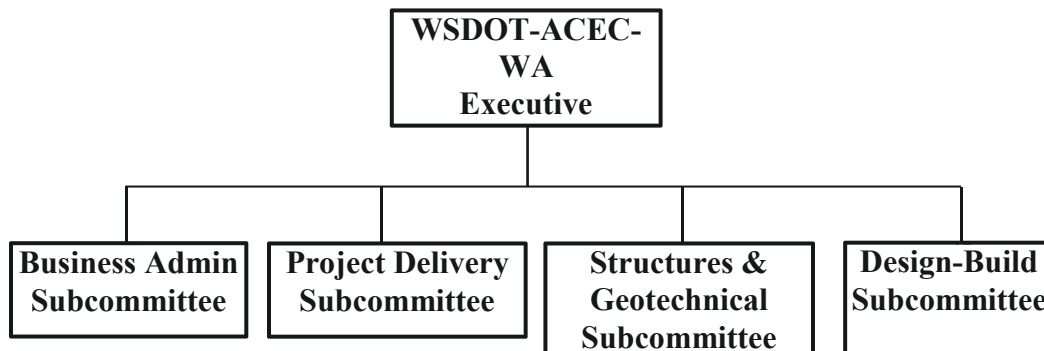 WSDOT-ACEC-
WA
Executive
Business Admin
Subcommittee
Project Delivery
Subcommittee
Structures &
Geotechnical
Subcommittee
Design-Build
Subcommittee